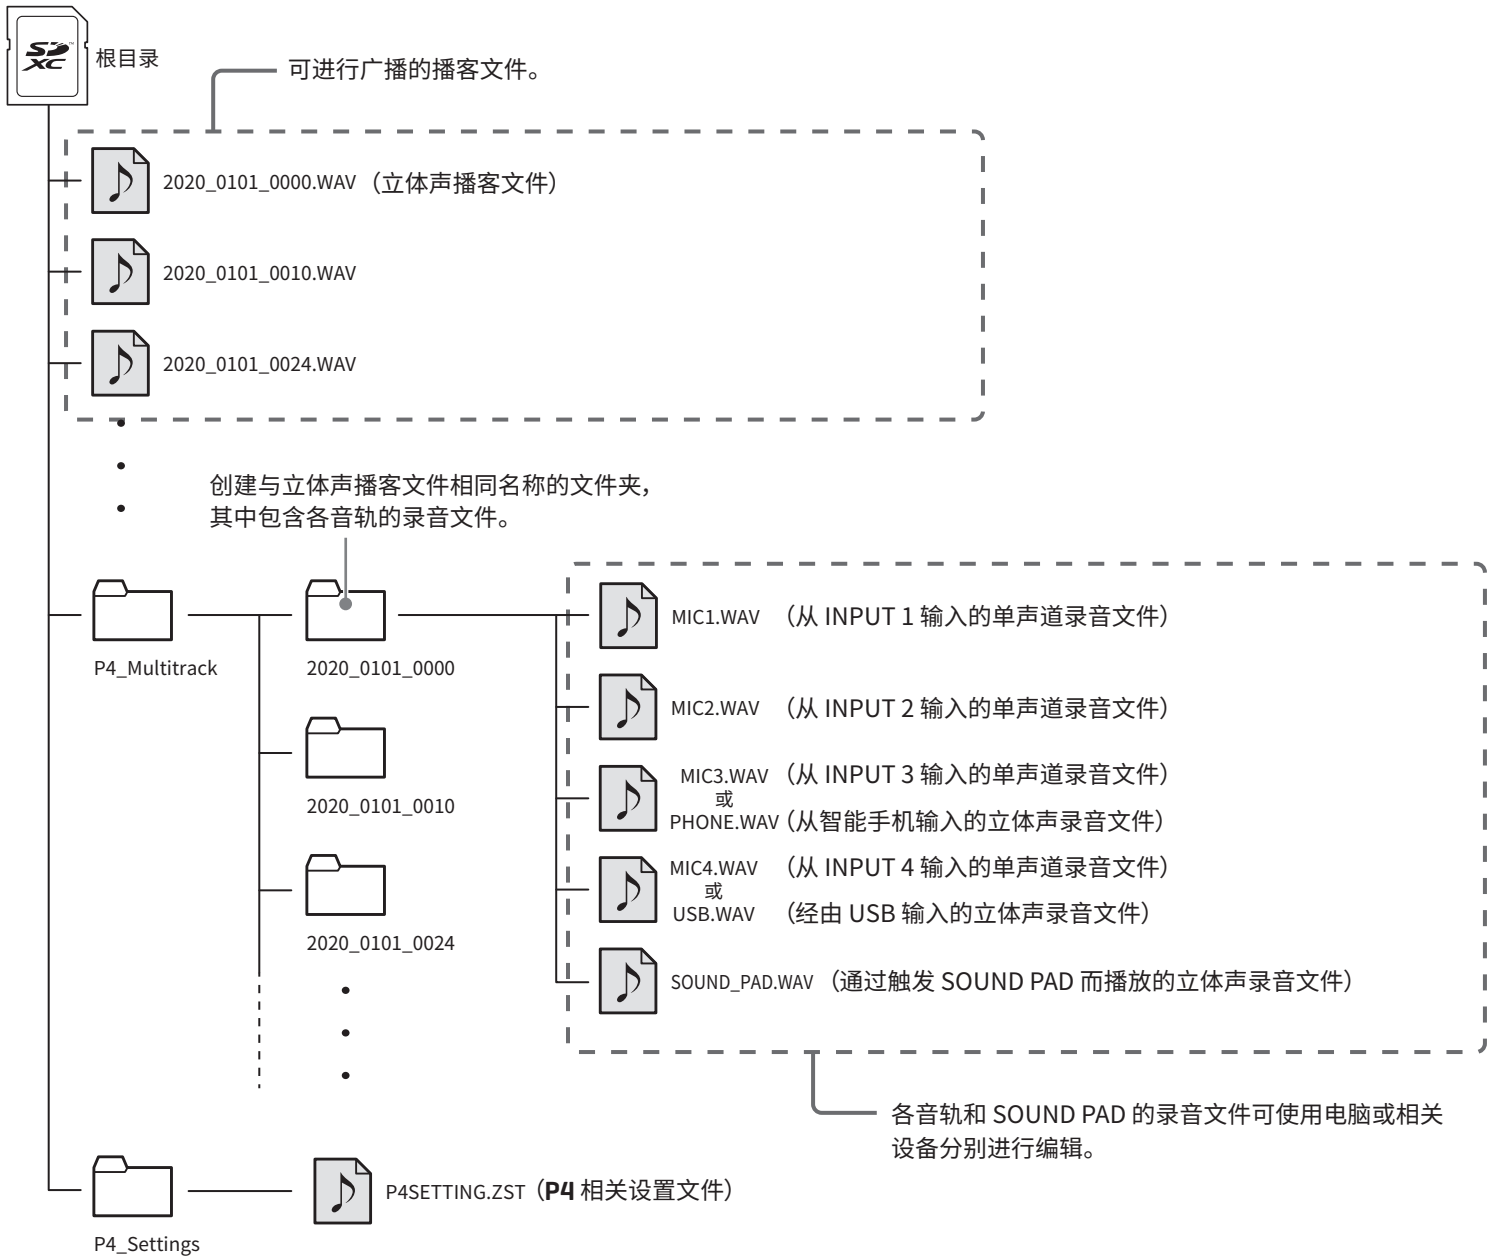 SDXC™
根目录
可进行广播的播客文件。
2020_0101_0000.WAV（立体声播客文件）
2020_0101_0010.WAV
2020_0101_0024.WAV
创建与立体声播客文件相同名称的文件夹，
其中包含各音轨的录音文件。
P4_Multitrack
2020_0101_0000
2020_0101_0010
2020_0101_0024
MIC1.WAV （从 INPUT 1 输入的单声道录音文件）
MIC2.WAV （从 INPUT 2 输入的单声道录音文件）
MIC3.WAV （从 INPUT 3 输入的单声道录音文件）
或
PHONE.WAV（从智能手机输入的立体声录音文件）
MIC4.WAV （从 INPUT 4 输入的单声道录音文件）
或
USB.WAV （经由 USB 输入的立体声录音文件）
SOUND_PAD.WAV （通过触发 SOUND PAD 而播放的立体声录音文件）
各音轨和 SOUND PAD 的录音文件可使用电脑或相关
设备分别进行编辑。
P4SETTING.ZST（P4 相关设置文件）
P4_Settings